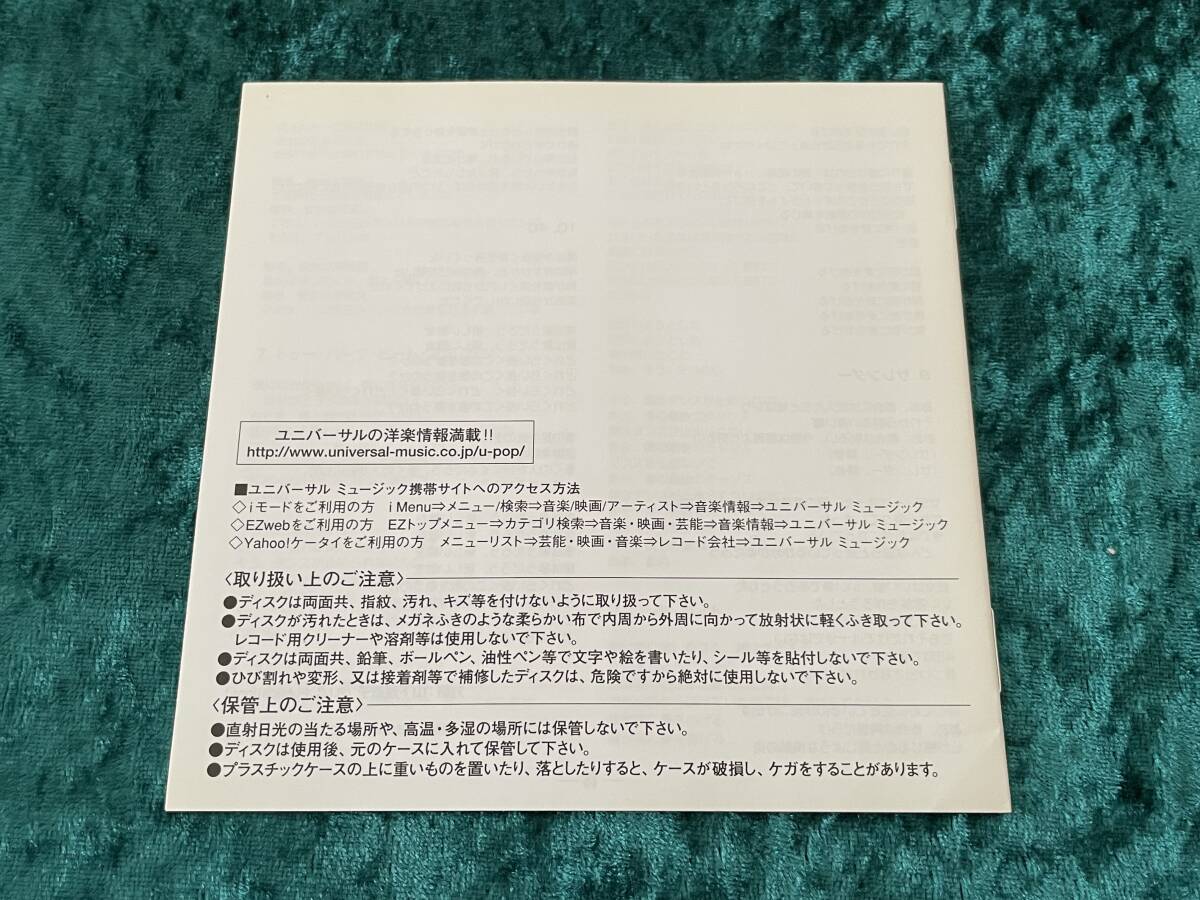 ユニバーサルの洋楽情報満載!!
http://www.universal-music.co.jp/u-pop/
■ユニバーサル ミュージック携帯サイトへのアクセス方法
◇iモードをご利用の方　i Menu⇒メニュー/検索⇒音楽/映画/アーティスト⇒音楽情報⇒ユニバーサル ミュージック
◇EZwebをご利用の方　EZトップメニュー⇒カテゴリ検索⇒音楽・映画・芸能⇒音楽情報⇒ユニバーサル ミュージック
◇Yahoo!ケータイをご利用の方　メニューリスト⇒芸能・映画・音楽⇒レコード会社⇒ユニバーサル ミュージック
〈取り扱い上のご注意〉
●ディスクは両面共、指紋、汚れ、キズ等を付けないように取り扱って下さい。
●ディスクが汚れたときは、メガネふきのような柔らかい布で内周から外周に向かって放射状に軽くふき取って下さい。
レコード用クリーナーや溶剤等は使用しないで下さい。
●ディスクは両面共、鉛筆、ボールペン、油性ペン等で文字や絵を書いたり、シール等を貼付しないで下さい。
●ひび割れや変形、又は接着剤等で補修したディスクは、危険ですから絶対に使用しないで下さい。
〈保管上のご注意〉
●直射日光の当たる場所や、高温・多湿の場所には保管しないで下さい。
●ディスクは使用後、元のケースに入れて保管して下さい。
●プラスチックケースの上に重いものを置いたり、落としたりすると、ケースが破損し、ケガをすることがあります。